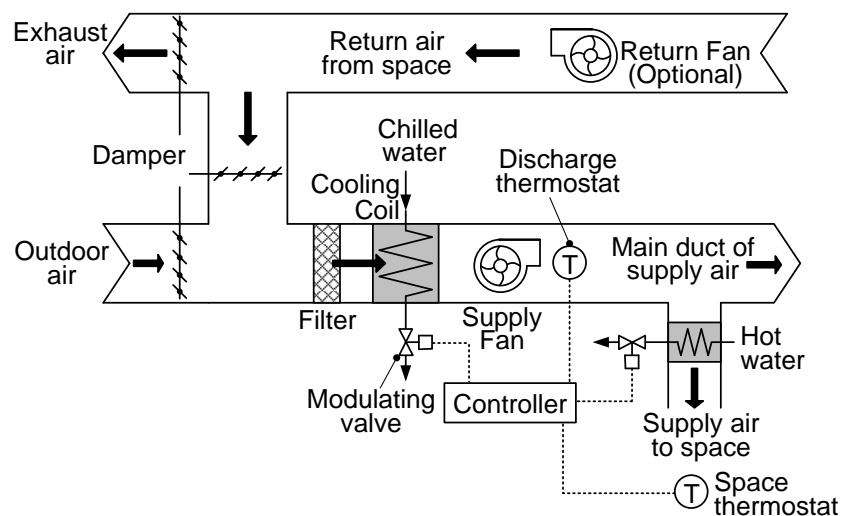 Exhaust
air
Return air
from space
Return Fan
(Optional)
Damper
Chilled
water
Cooling
Coil
Discharge
thermostat
Outdoor
air
T
Main duct of
supply air
Filter
Supply
Fan
Hot
water
Modulating
valve
Controller
Supply air
to space
T
Space
thermostat